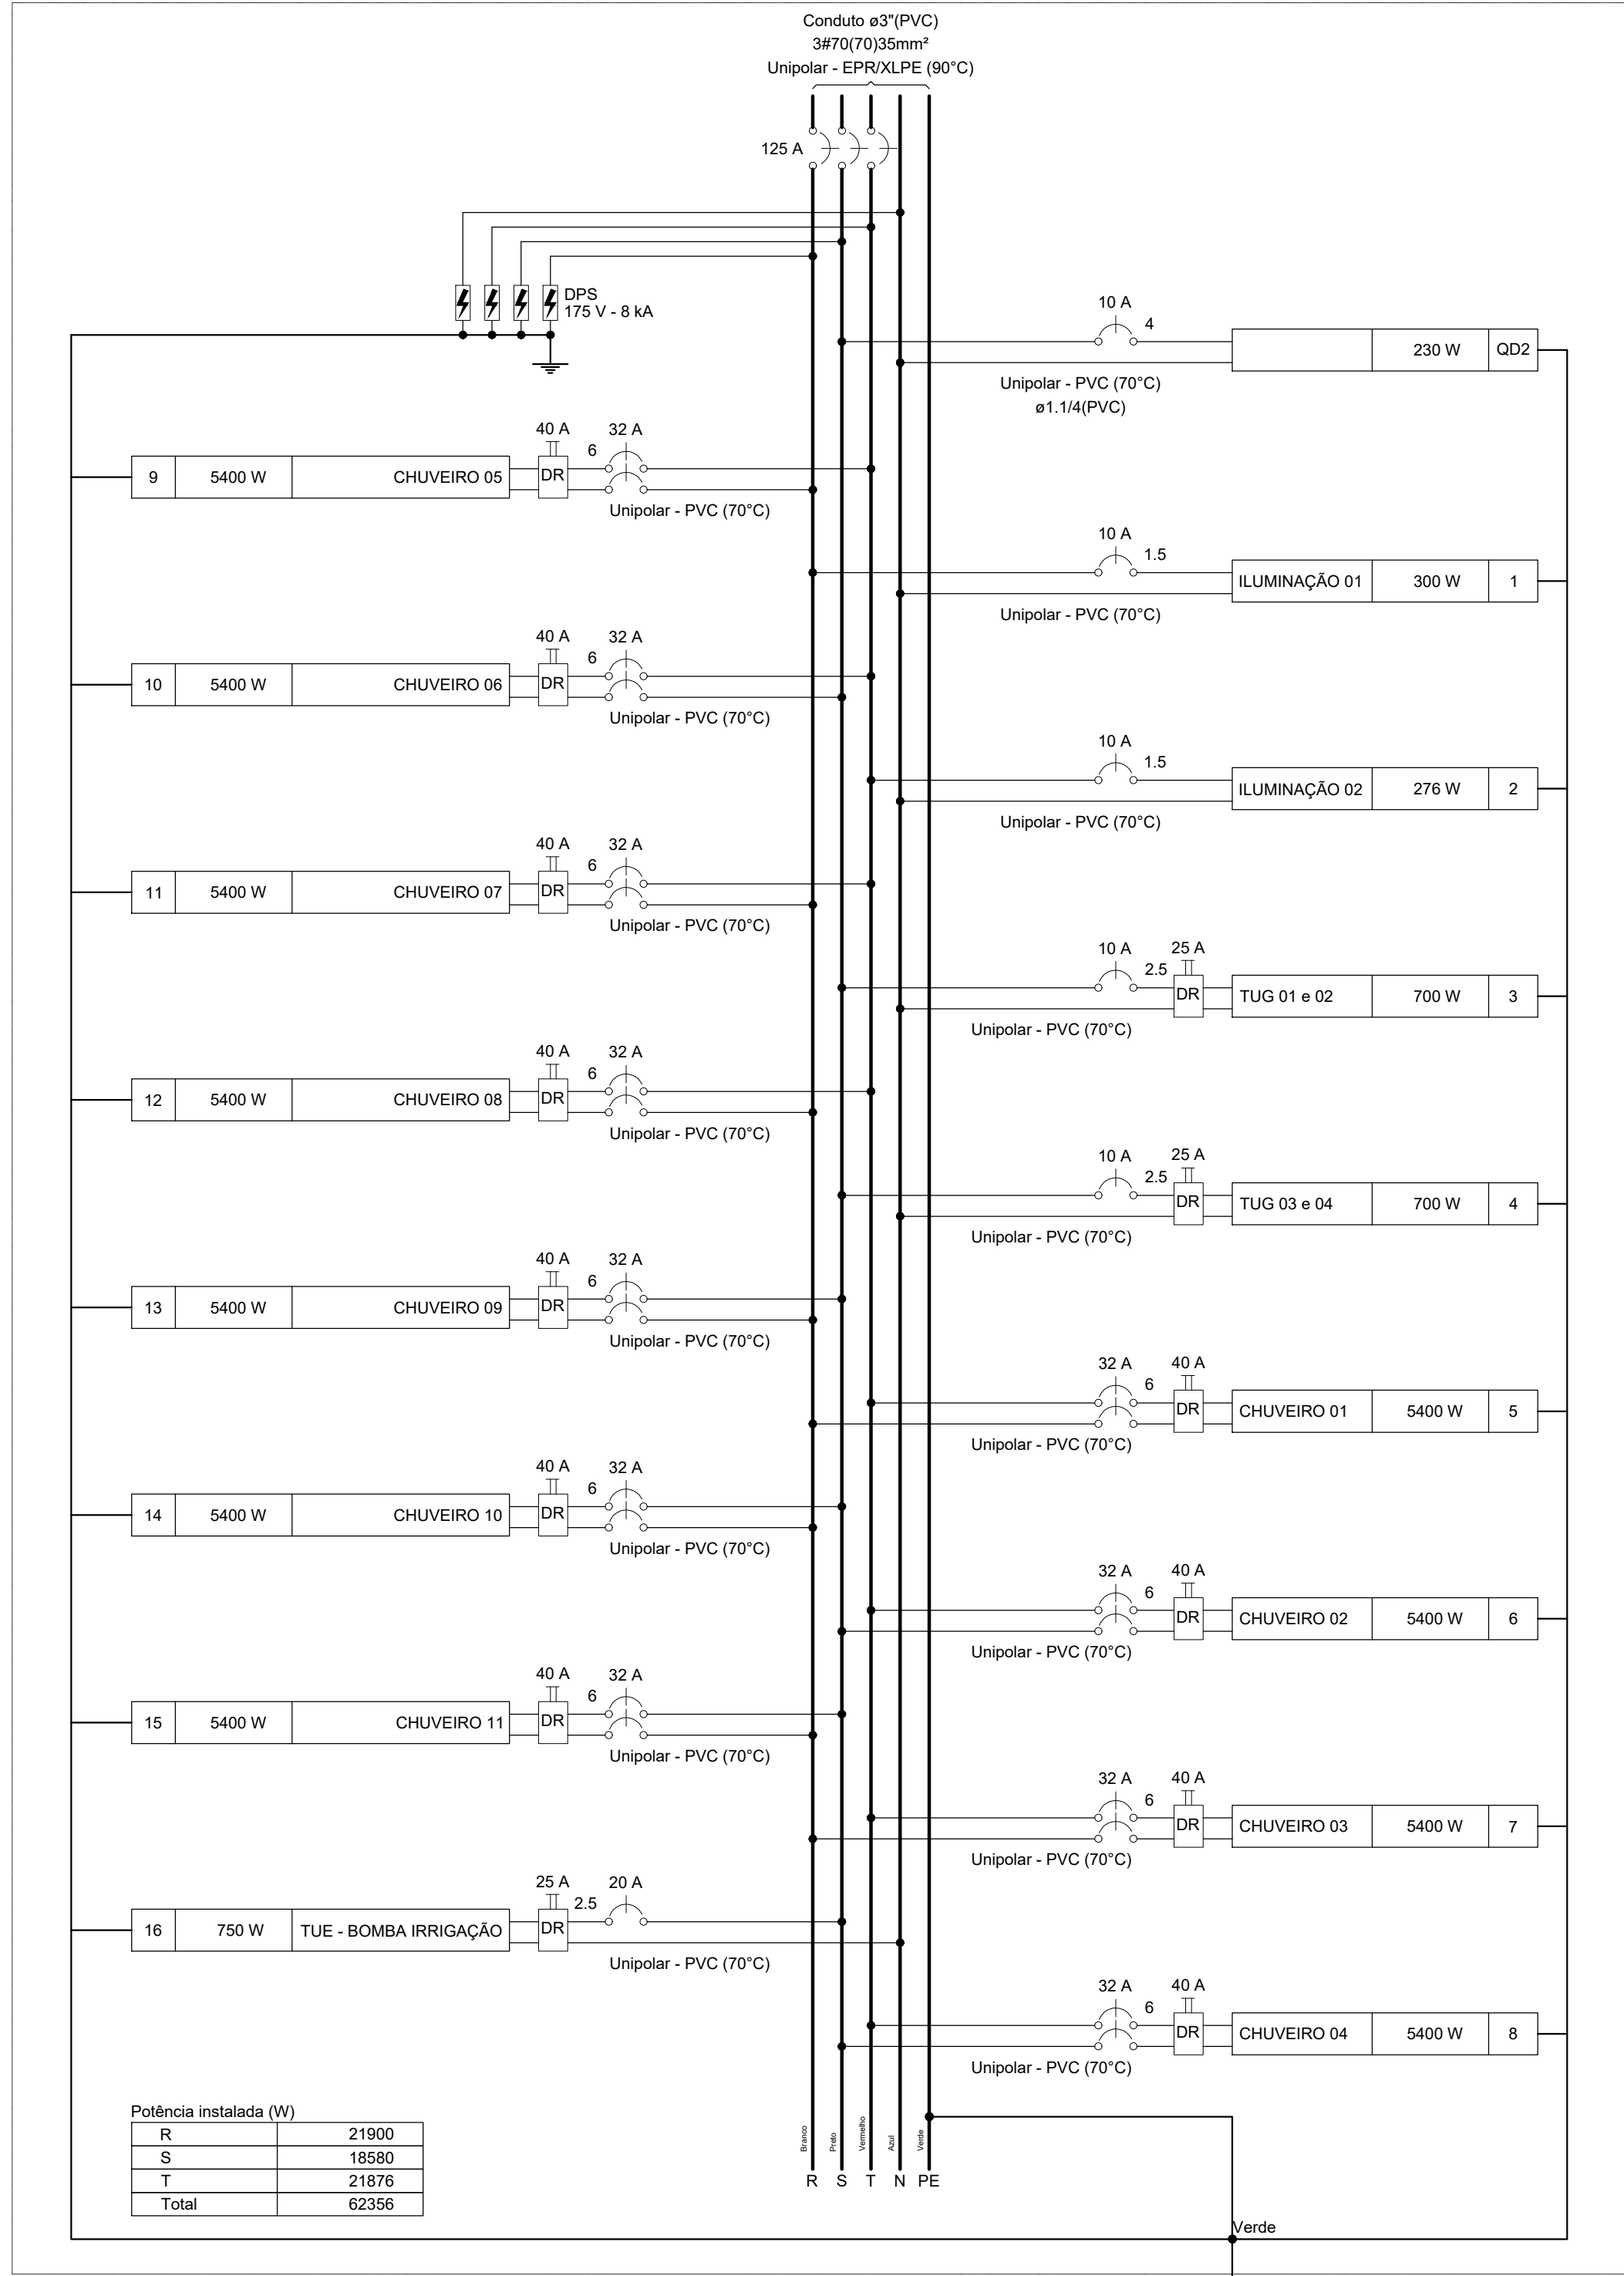 Conduto ø3"(PVC)
3#70(70)35mm²
Unipolar - EPR/XLPE (90°C)
125 A
DPS
175 V - 8 kA
10 A
4
230 W QD2
Unipolar - PVC (70°C)
ø1.1/4(PVC)
40 A 32 A
6
9 5400 W CHUVEIRO 05 DR
Unipolar - PVC (70°C)
10 A
1.5
ILUMINAÇÃO 01 300 W 1
Unipolar - PVC (70°C)
40 A 32 A
6
10 5400 W CHUVEIRO 06 DR
Unipolar - PVC (70°C)
10 A
1.5
ILUMINAÇÃO 02 276 W 2
Unipolar - PVC (70°C)
40 A 32 A
6
11 5400 W CHUVEIRO 07 DR
Unipolar - PVC (70°C)
10 A 25 A
2.5
DR TUG 01 e 02 700 W 3
Unipolar - PVC (70°C)
40 A 32 A
6
12 5400 W CHUVEIRO 08 DR
Unipolar - PVC (70°C)
10 A 25 A
2.5
DR TUG 03 e 04 700 W 4
Unipolar - PVC (70°C)
40 A 32 A
6
13 5400 W CHUVEIRO 09 DR
Unipolar - PVC (70°C)
32 A 40 A
6
DR CHUVEIRO 01 5400 W 5
Unipolar - PVC (70°C)
40 A 32 A
6
14 5400 W CHUVEIRO 10 DR
Unipolar - PVC (70°C)
32 A 40 A
6
DR CHUVEIRO 02 5400 W 6
Unipolar - PVC (70°C)
40 A 32 A
6
15 5400 W CHUVEIRO 11 DR
Unipolar - PVC (70°C)
32 A 40 A
6
DR CHUVEIRO 03 5400 W 7
Unipolar - PVC (70°C)
25 A 20 A
2.5
16 750 W TUE - BOMBA IRRIGAÇÃO DR
Unipolar - PVC (70°C)
32 A 40 A
6
DR CHUVEIRO 04 5400 W 8
Unipolar - PVC (70°C)
Potência instalada (W)
R 21900
S 18580
T 21876
Total 62356
Branco Preto Vermelho Azul Verde
R S T N PE
Verde